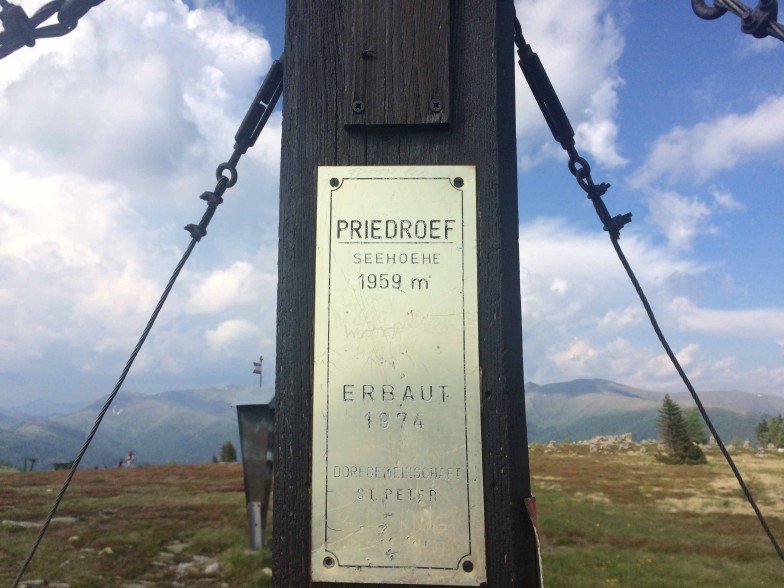 PRIEDROEF
SEEHOEHE
1959 m
ERBAUT
1974
DORFGEMEINSCHAFT
ST. PETER